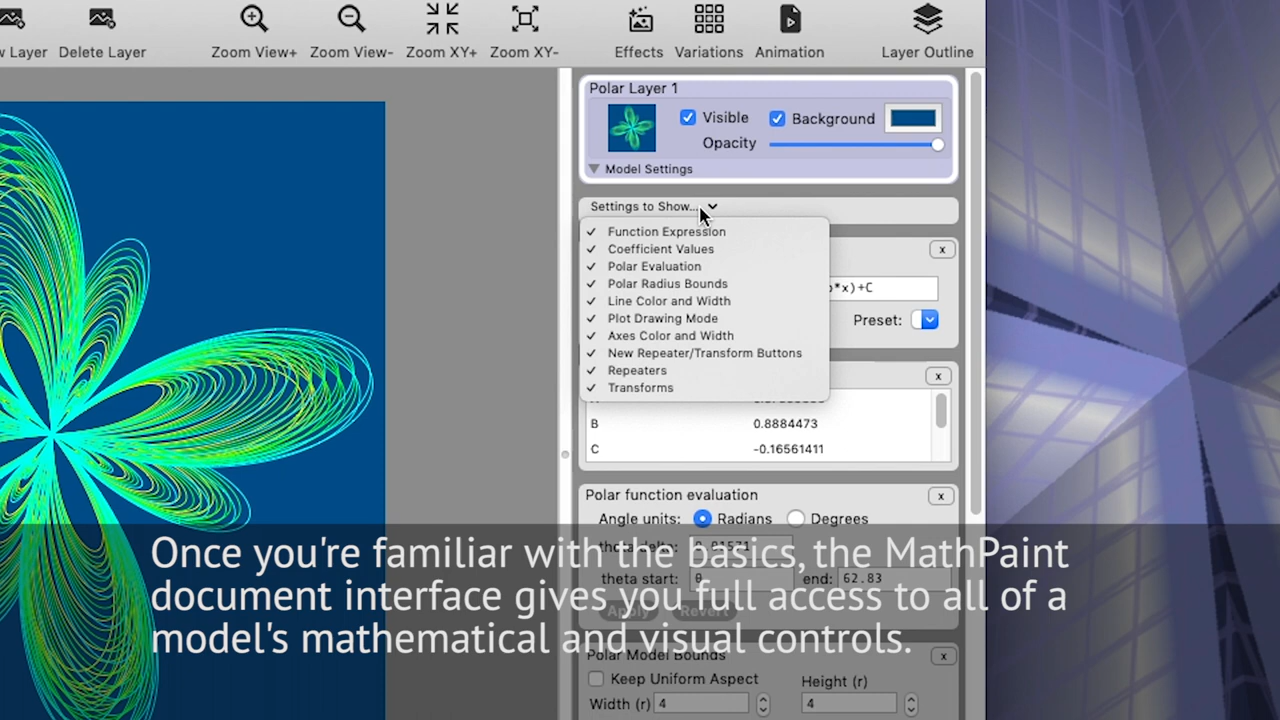 Layer
Delete Layer
Zoom View+
Zoom View-
Zoom XY+
Zoom XY-
Effects
Variations
Animation
Layer Outline
Polar Layer 1
Visible
Background
Opacity
Model Settings
Settings to Show...
✓ Function Expression
✓ Coefficient Values
✓ Polar Evaluation
✓ Polar Radius Bounds
✓ Line Color and Width
✓ Plot Drawing Mode
✓ Axes Color and Width
✓ New Repeater/Transform Buttons
✓ Repeaters
✓ Transforms
x
*x)+C
Preset:
x
B 0.8884473
C -0.16561411
Polar function evaluation
x
Angle units: Radians Degrees
theta delta:
theta start: 0 end: 62.83
Apply Revert
Once you're familiar with the basics, the MathPaint
document interface gives you full access to all of a
model's mathematical and visual controls.
Polar Model Bounds
x
Keep Uniform Aspect
Height (r)
Width (r) 4
4